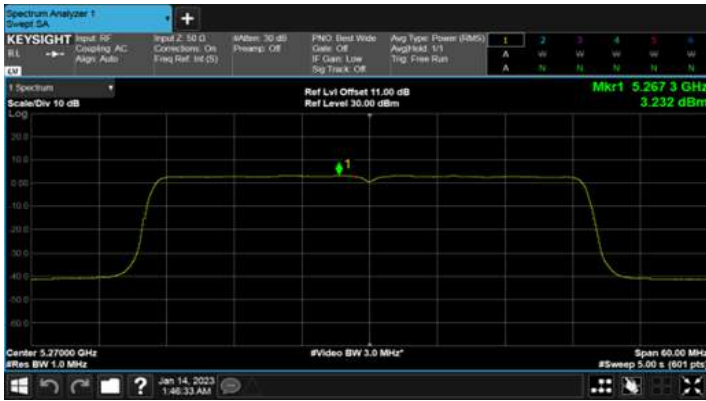 Spectrum Analyzer 1
Swept SA
+
KEYSIGHT
RL
Input: RF
Coupling: AC
Align: Auto
Input Z: 50 Ω
Corrections: On
Freq Ref: Int (S)
#Atten: 30 dB
Preamp: Off
PNO: Best Wide
Gate: Off
IF Gain: Low
Sig Track: Off
Avg Type: Power (RMS)
Avg|Hold: 1/1
Trig: Free Run
1 2 3 4 5 6
A W W W W W
A N N N N N
1 Spectrum
Scale/Div 10 dB
Log
Ref Lvl Offset 11.00 dB
Ref Level 30.00 dBm
Mkr1 5.267 3 GHz
3.232 dBm
20.0
10.0
0.00
-10.0
-20.0
-30.0
-40.0
-50.0
-60.0
1
Center 5.27000 GHz
#Res BW 1.0 MHz
#Video BW 3.0 MHz*
Span 60.00 MHz
#Sweep 5.00 s (601 pts)
?
Jan 14, 2023
1:46:33 AM